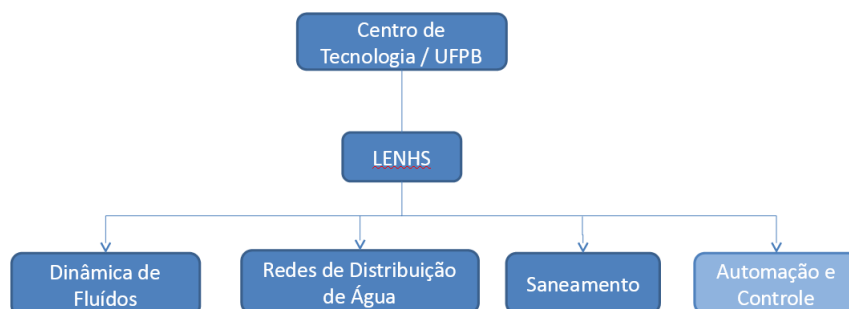 Centro de
Tecnologia / UFPB
LENHS
Dinâmica de
Fluídos
Redes de Distribuição
de Água
Saneamento
Automação e
Controle